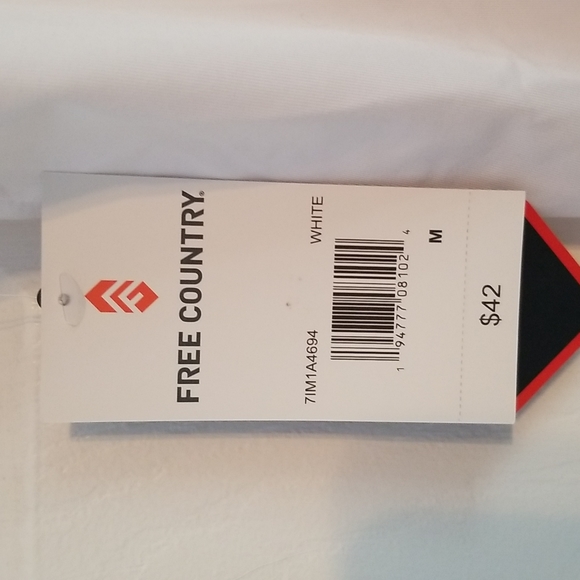 FREE COUNTRY®
7IM1A4694 WHITE
1 94777 08102 4
M
$42